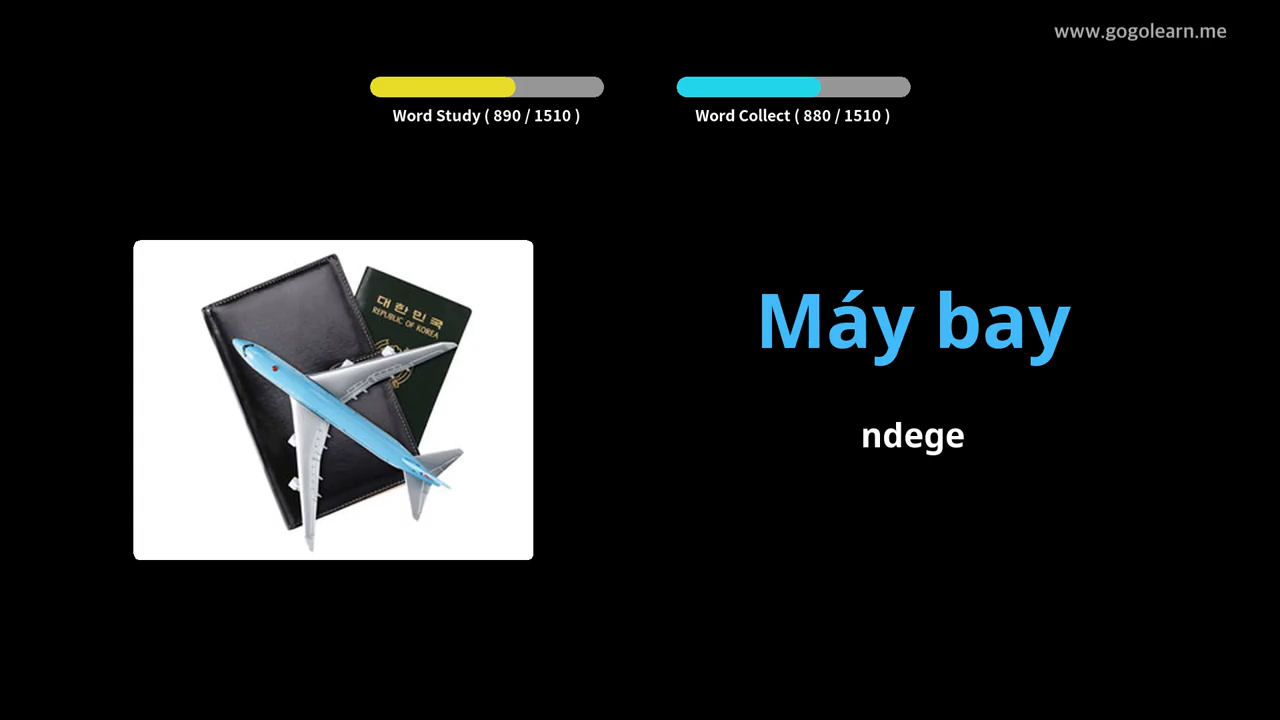 www.gogolearn.me
Word Study ( 890 / 1510 )
Word Collect ( 880 / 1510 )
대한민국
REPUBLIC OF KOREA
Máy bay
ndege